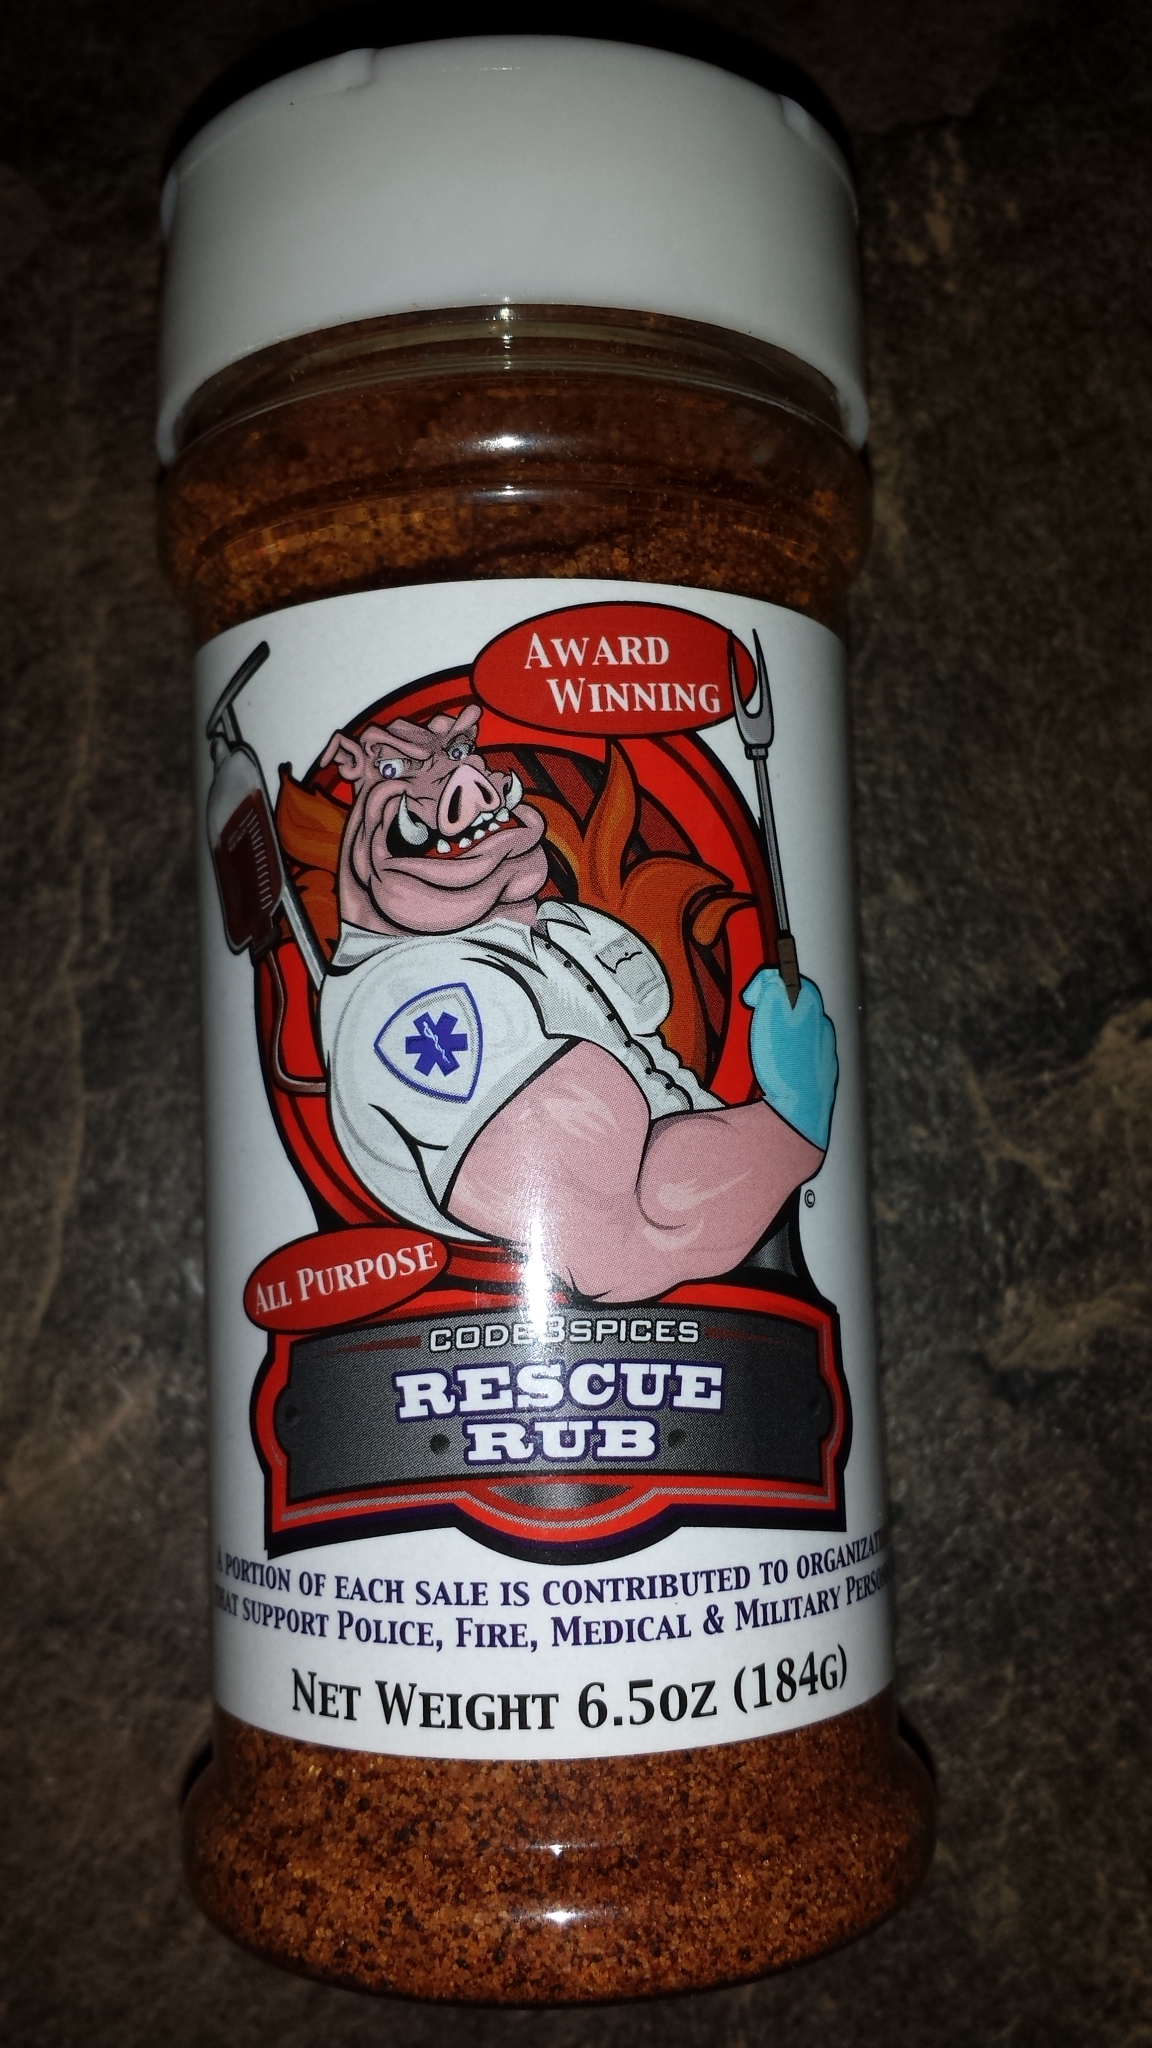 AWARD
WINNING
©
ALL PURPOSE
CODE3SPICES
RESCUE
RUB
A PORTION OF EACH SALE IS CONTRIBUTED TO
THAT SUPPORT POLICE, FIRE, MEDICAL & MILITARY
NET WEIGHT 6.5OZ (184G)